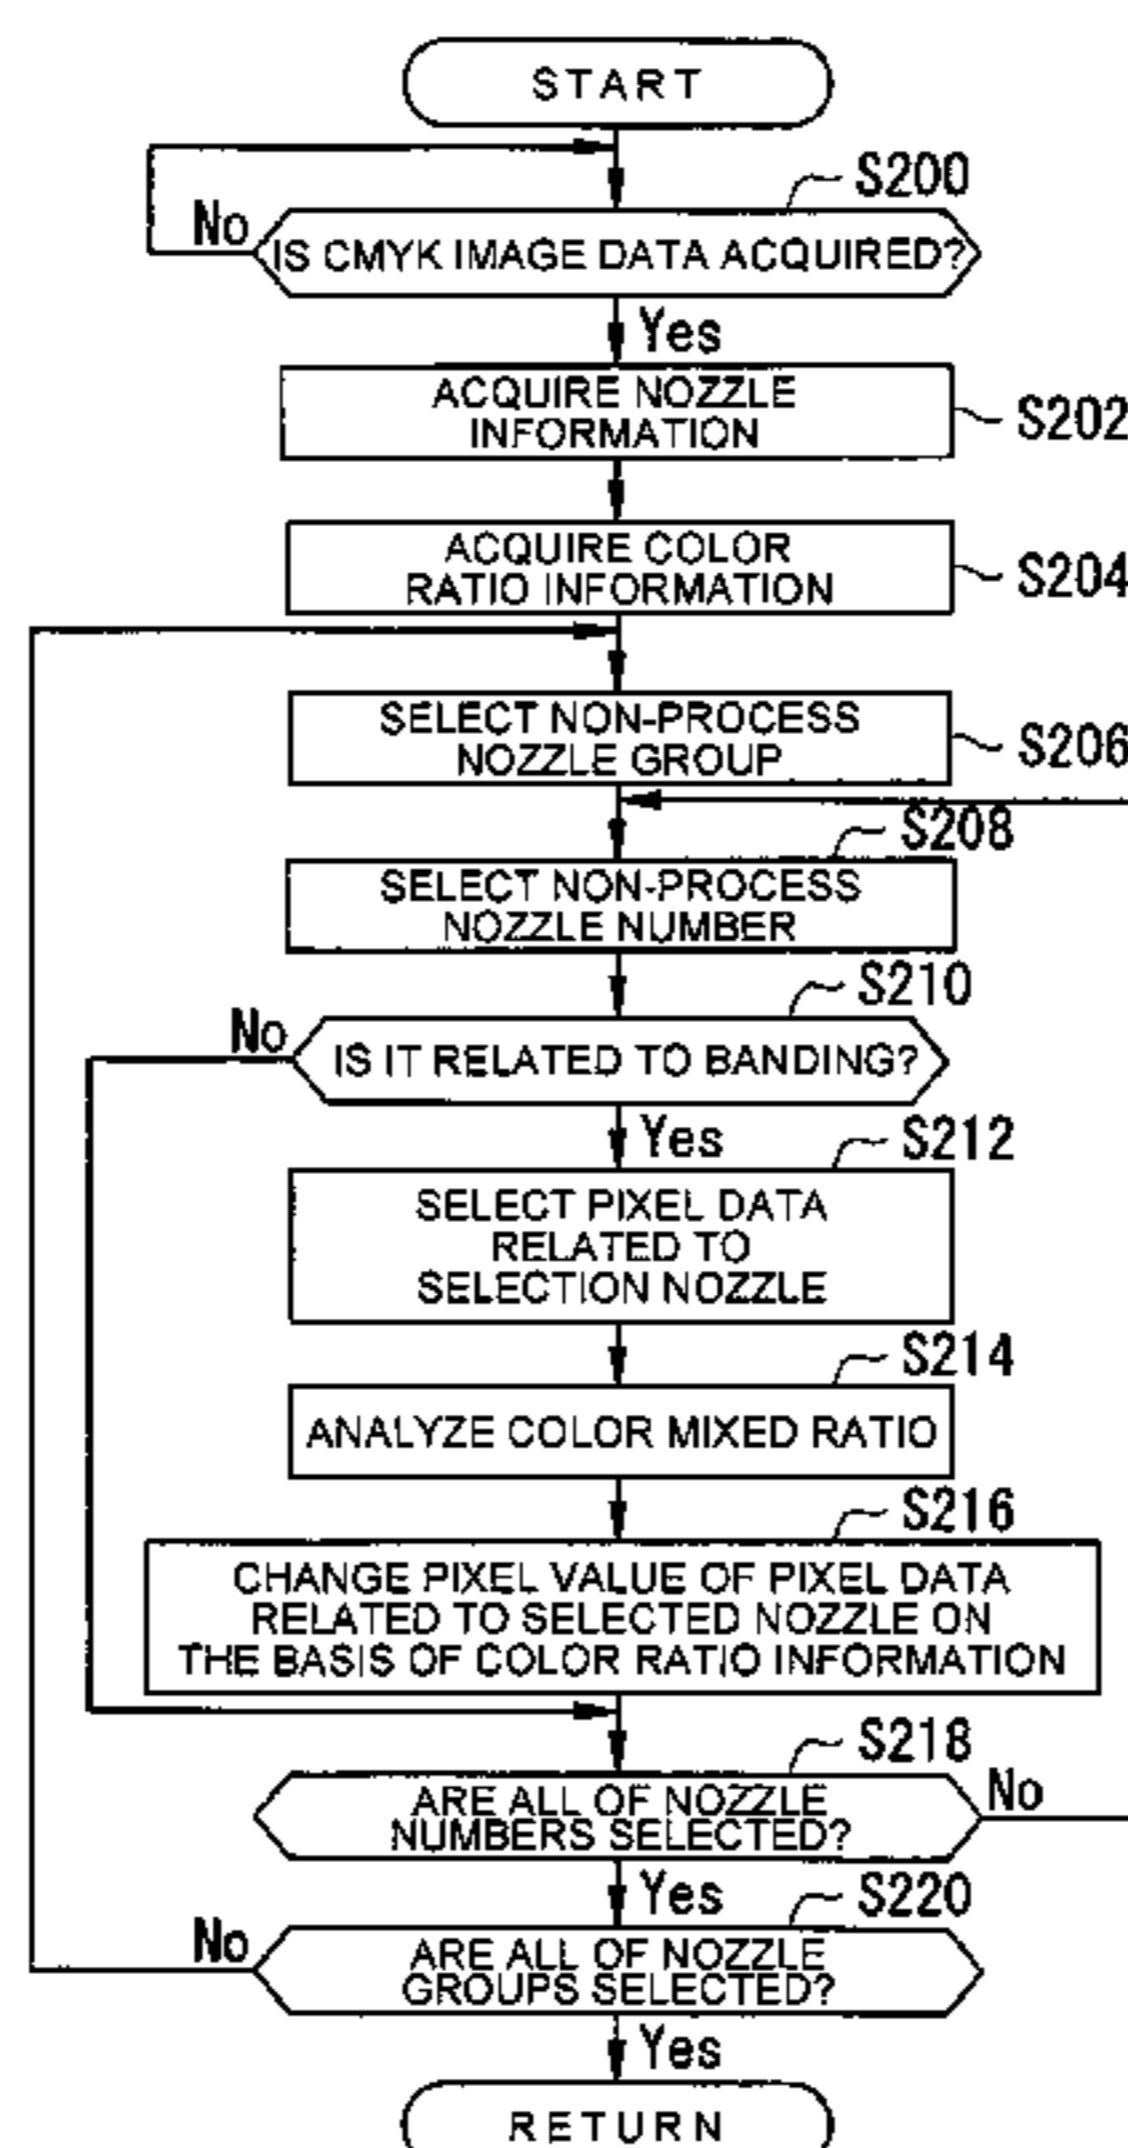 START
S200
No
IS CMYK IMAGE DATA ACQUIRED?
Yes
ACQUIRE NOZZLE
INFORMATION
S202
ACQUIRE COLOR
RATIO INFORMATION
S204
SELECT NON-PROCESS
NOZZLE GROUP
S206
S208
SELECT NON-PROCESS
NOZZLE NUMBER
S210
No
IS IT RELATED TO BANDING?
Yes
S212
SELECT PIXEL DATA
RELATED TO
SELECTION NOZZLE
S214
ANALYZE COLOR MIXED RATIO
S216
CHANGE PIXEL VALUE OF PIXEL DATA
RELATED TO SELECTED NOZZLE ON
THE BASIS OF COLOR RATIO INFORMATION
S218
ARE ALL OF NOZZLE
NUMBERS SELECTED?
No
Yes
S220
No
ARE ALL OF NOZZLE
GROUPS SELECTED?
Yes
RETURN